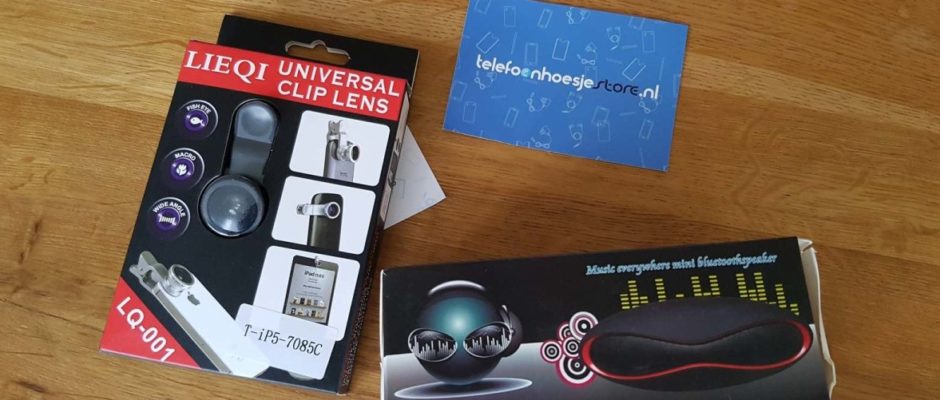 LIEQI UNIVERSAL
CLIP LENS
FISH EYE
MACRO
WIDE ANGLE
LQ-001
T-iP5-7085C
telefoonhoesjestore.nl
Music everywhere mini bluetoothspeaker